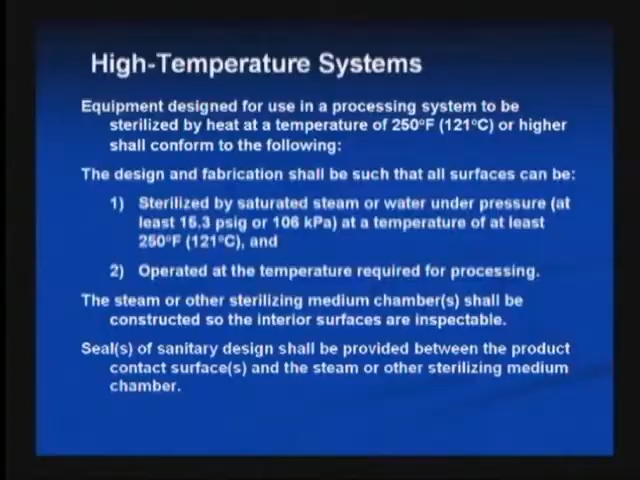 High-Temperature Systems
Equipment designed for use in a processing system to be
sterilized by heat at a temperature of 250ºF (121ºC) or higher
shall conform to the following:
The design and fabrication shall be such that all surfaces can be:
1) Sterilized by saturated steam or water under pressure (at
least 15.3 psig or 106 kPa) at a temperature of at least
250ºF (121ºC), and
2) Operated at the temperature required for processing.
The steam or other sterilizing medium chamber(s) shall be
constructed so the interior surfaces are inspectable.
Seal(s) of sanitary design shall be provided between the product
contact surface(s) and the steam or other sterilizing medium
chamber.